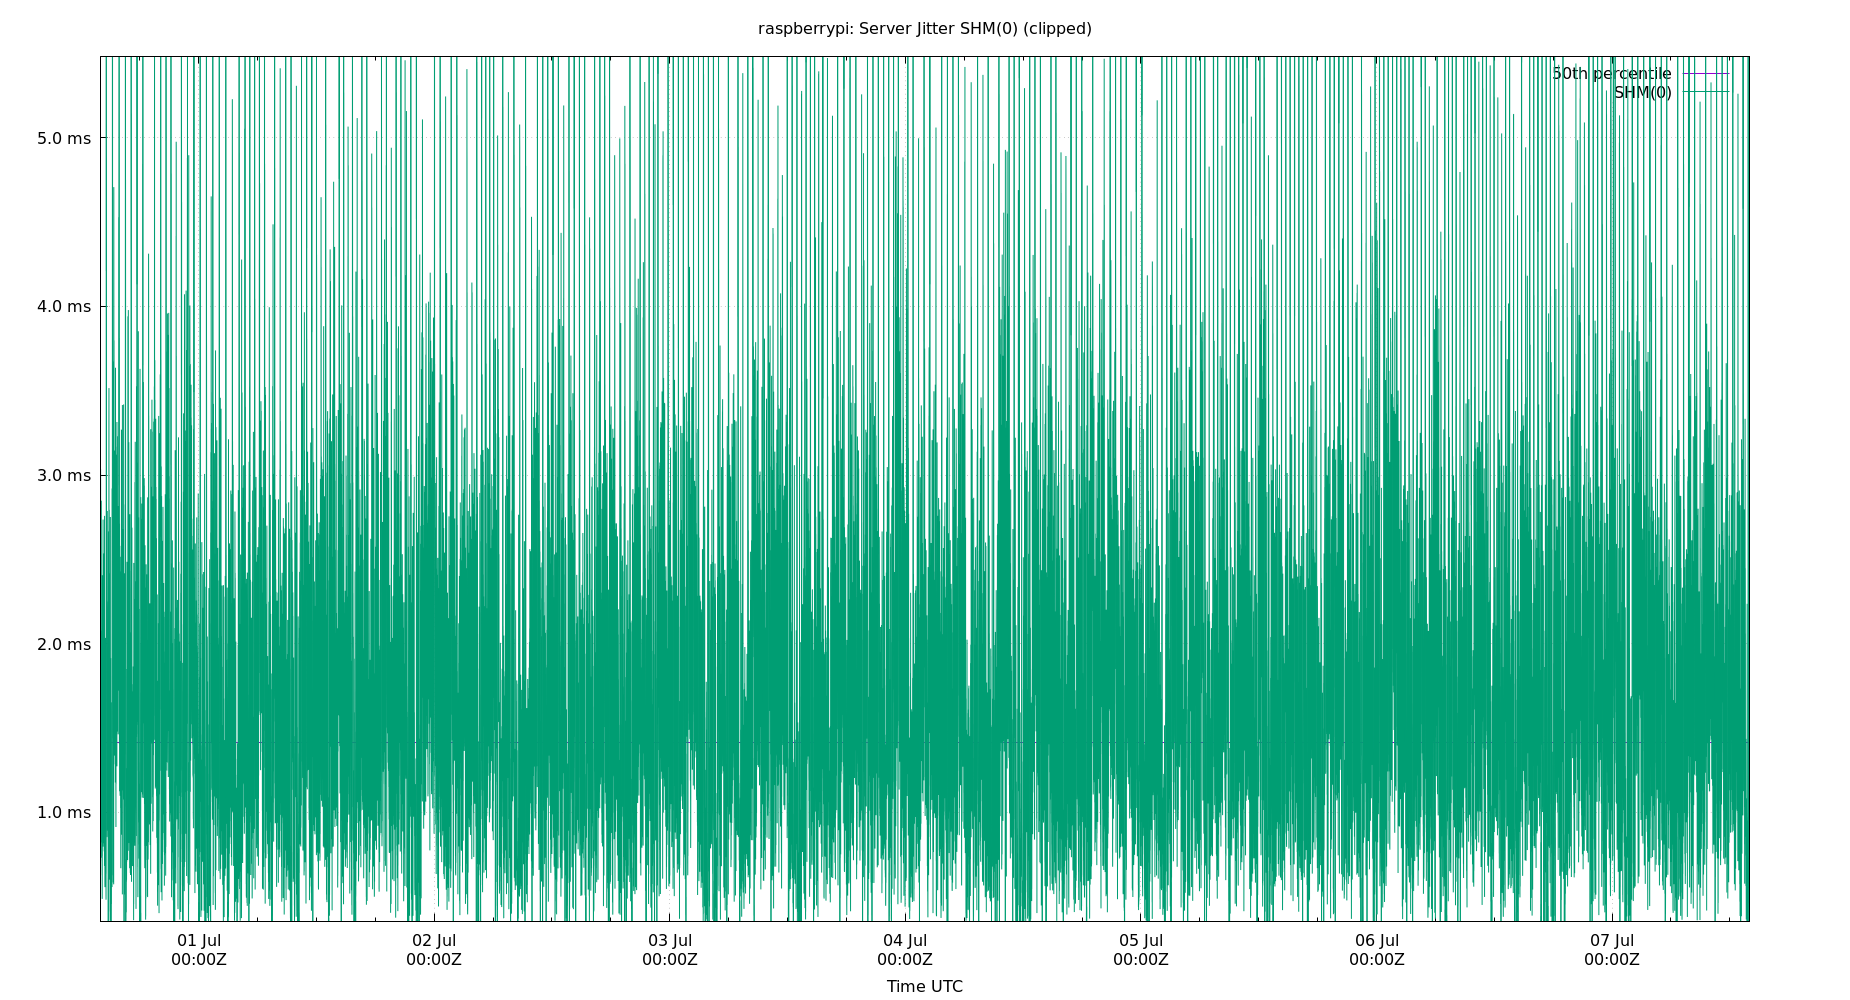 raspberrypi: Server Jitter SHM(0) (clipped)
50th percentile
SHM(0)
5.0 ms
4.0 ms
3.0 ms
2.0 ms
1.0 ms
01 Jul
00:00Z
02 Jul
00:00Z
03 Jul
00:00Z
04 Jul
00:00Z
05 Jul
00:00Z
06 Jul
00:00Z
07 Jul
00:00Z
Time UTC